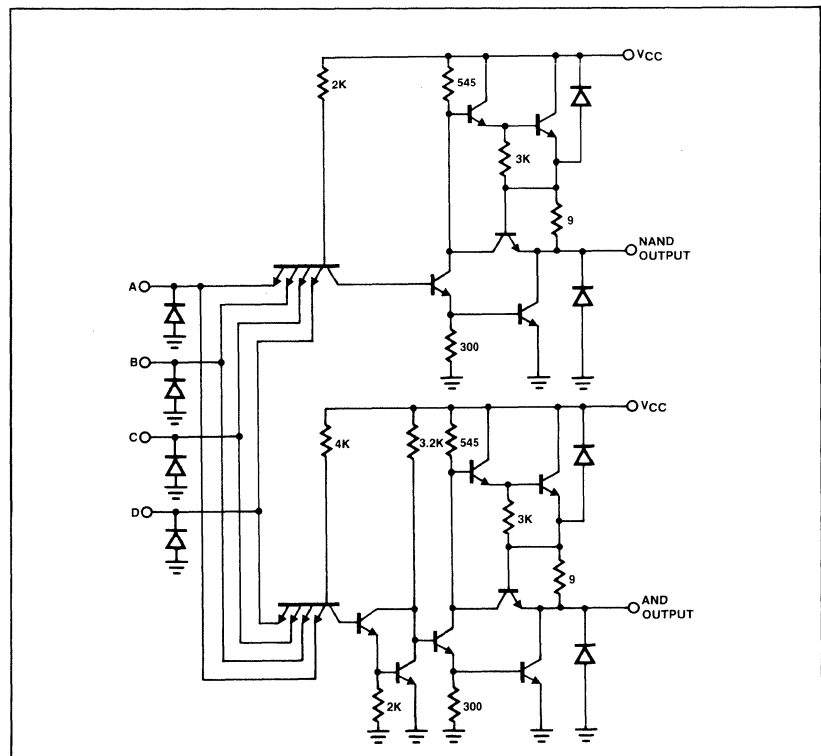 VCC
2K
545
3K
9
NAND
OUTPUT
A
300
B
VCC
C
4K
3.2K
545
D
3K
9
AND
OUTPUT
2K
300